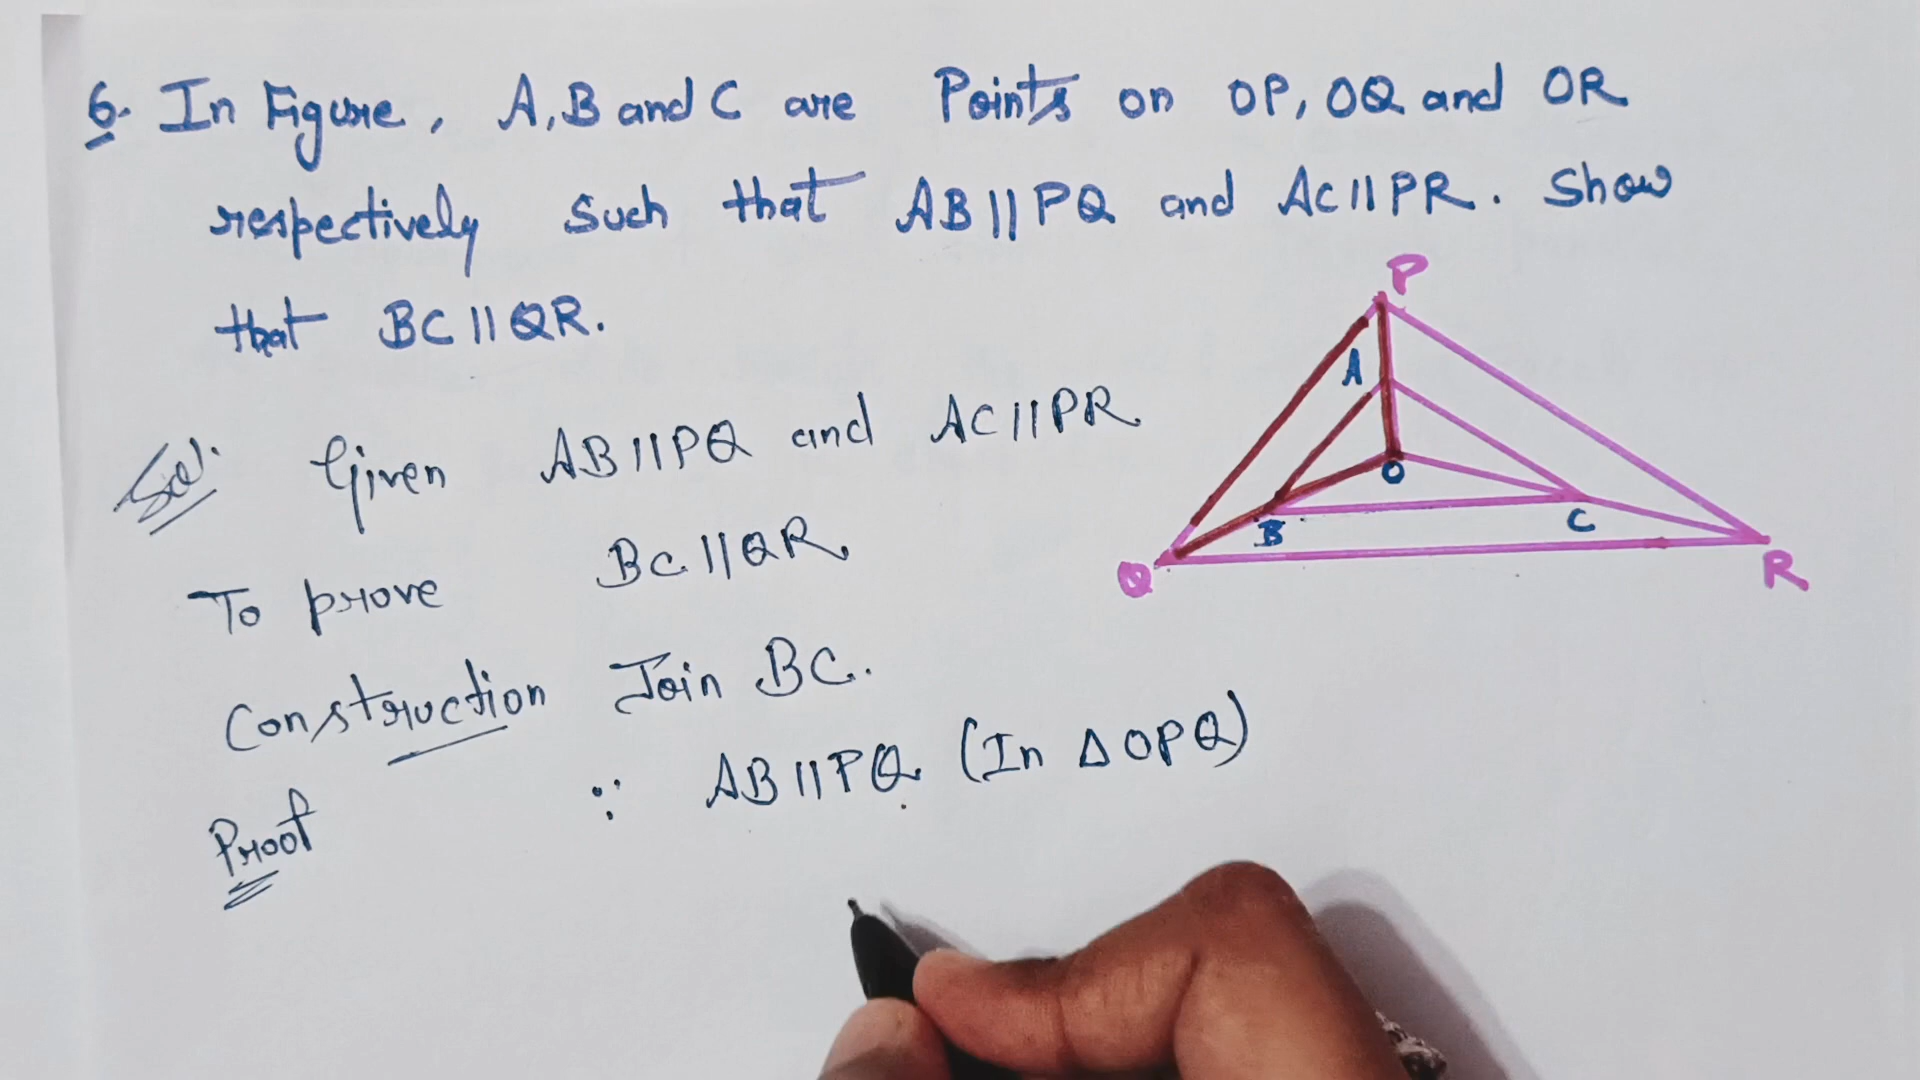 6. In Figure, A, B and C are Points on OP, OQ and OR
respectively such that AB || PQ and AC || PR. Show
that BC || QR.
P
A
O
B
C
Q
R
Sol. Given AB || PQ and AC || PR
To prove BC || QR
Construction Join BC.
Proof ∵ AB || PQ (In Δ OPQ)